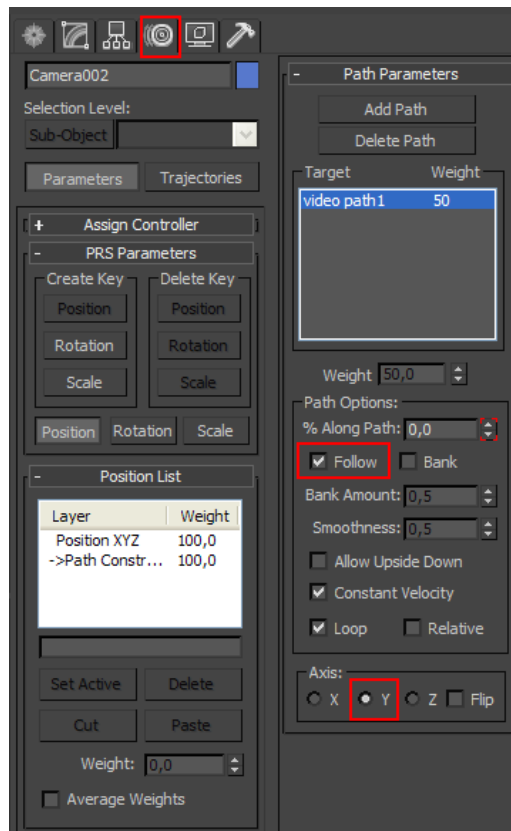 Camera002
Selection Level:
Sub-Object
Parameters Trajectories
+ Assign Controller
- PRS Parameters
Create Key Delete Key
Position Position
Rotation Rotation
Scale Scale
Position Rotation Scale
- Position List
Layer Weight
Position XYZ 100,0
->Path Constr... 100,0
Set Active Delete
Cut Paste
Weight: 0,0
Average Weights
- Path Parameters
Add Path
Delete Path
Target Weight
video path1 50
Weight 50,0
Path Options:
% Along Path: 0,0
Follow Bank
Bank Amount: 0,5
Smoothness: 0,5
Allow Upside Down
Constant Velocity
Loop Relative
Axis:
X Y Z Flip